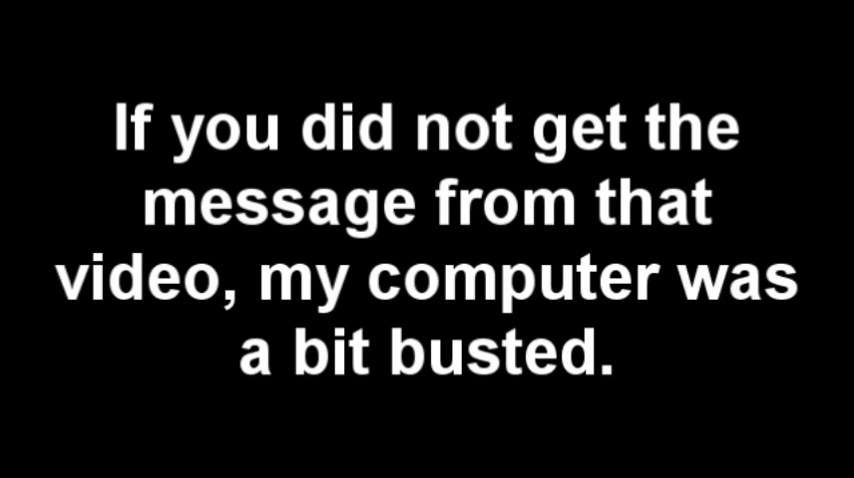 If you did not get the
message from that
video, my computer was
a bit busted.